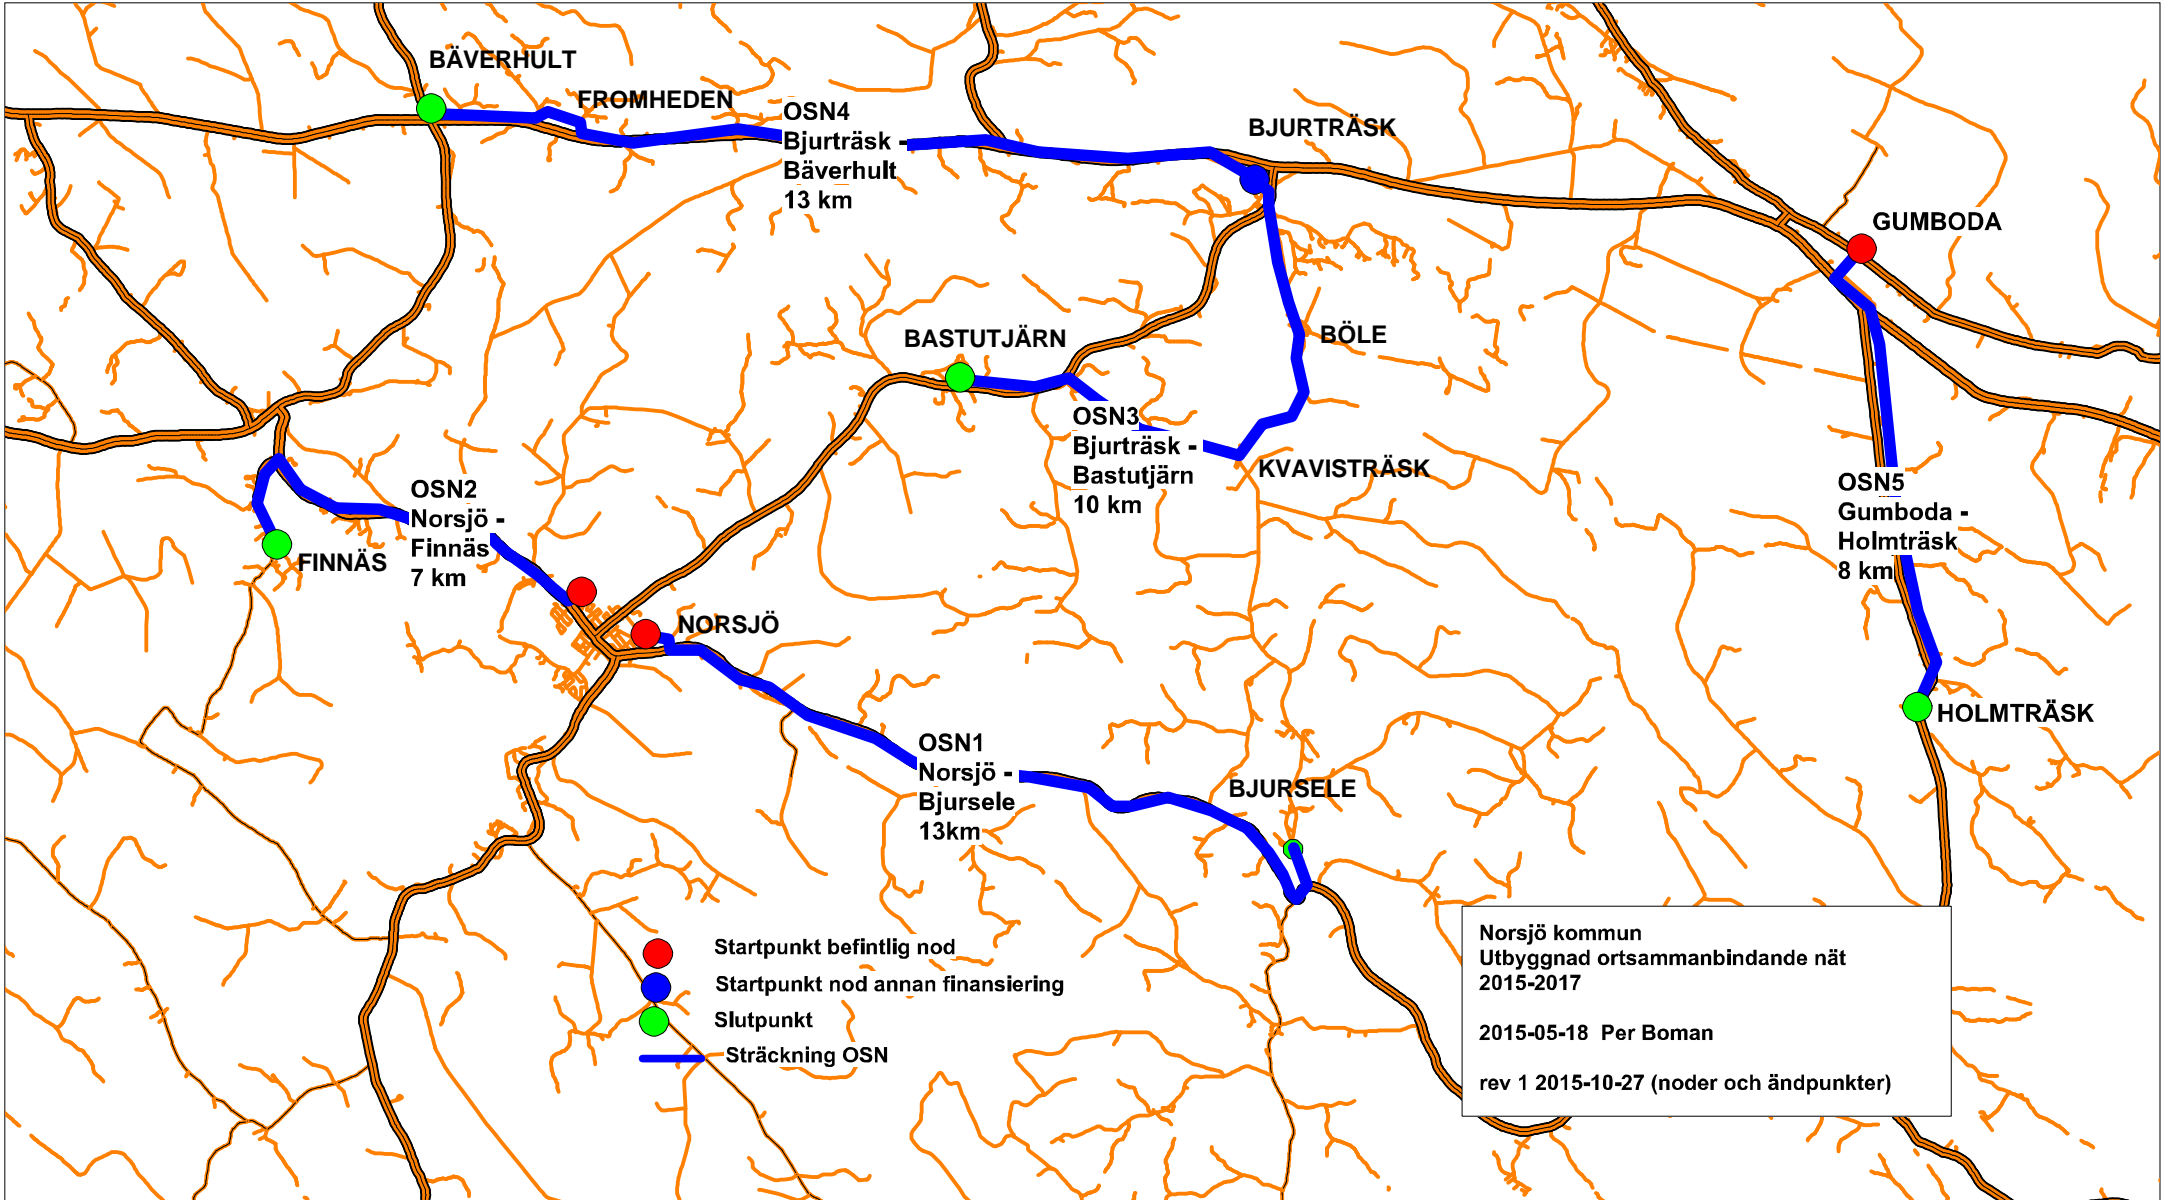 BÄVERHULT
FROMHEDEN
OSN4
Bjurträsk -
Bäverhult
13 km
BJURTRÄSK
GUMBODA
BASTUTJÄRN
BÖLE
OSN3
Bjurträsk -
Bastutjärn
10 km
KVAVISTRÄSK
OSN2
Norsjö -
Finnäs
7 km
FINNÄS
OSN5
Gumboda -
Holmträsk
8 km
NORSJÖ
HOLMTRÄSK
OSN1
Norsjö -
Bjursele
13km
BJURSELE
Startpunkt befintlig nod
Startpunkt nod annan finansiering
Slutpunkt
Sträckning OSN
Norsjö kommun
Utbyggnad ortsammanbindande nät
2015-2017
2015-05-18 Per Boman
rev 1 2015-10-27 (noder och ändpunkter)